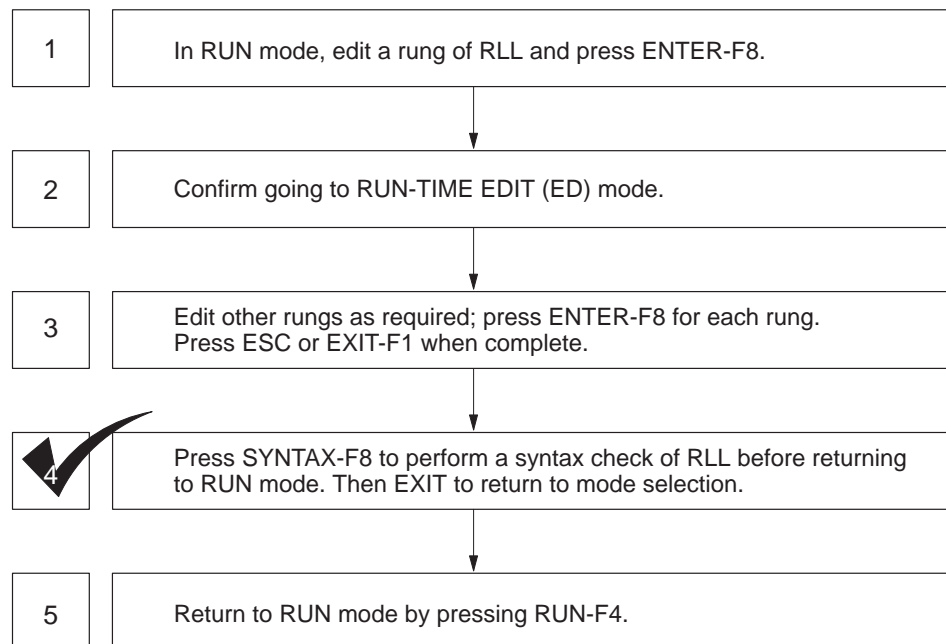 1
In RUN mode, edit a rung of RLL and press ENTER-F8.
2
Confirm going to RUN-TIME EDIT (ED) mode.
3
Edit other rungs as required; press ENTER-F8 for each rung.
Press ESC or EXIT-F1 when complete.
4
Press SYNTAX-F8 to perform a syntax check of RLL before returning
to RUN mode. Then EXIT to return to mode selection.
5
Return to RUN mode by pressing RUN-F4.